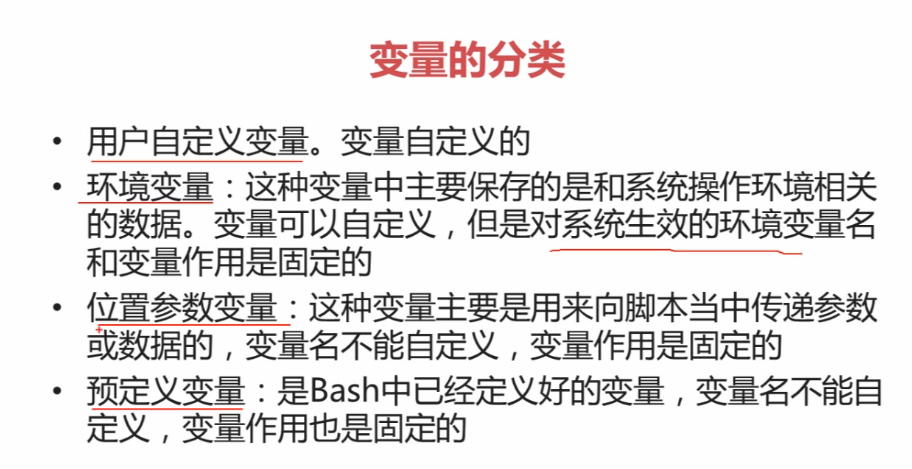 变量的分类
• 用户自定义变量。变量自定义的
• 环境变量：这种变量中主要保存的是和系统操作环境相关
的数据。变量可以自定义，但是对系统生效的环境变量名
和变量作用是固定的
• 位置参数变量：这种变量主要是用来向脚本当中传递参数
或数据的，变量名不能自定义，变量作用是固定的
• 预定义变量：是Bash中已经定义好的变量，变量名不能自
定义，变量作用也是固定的